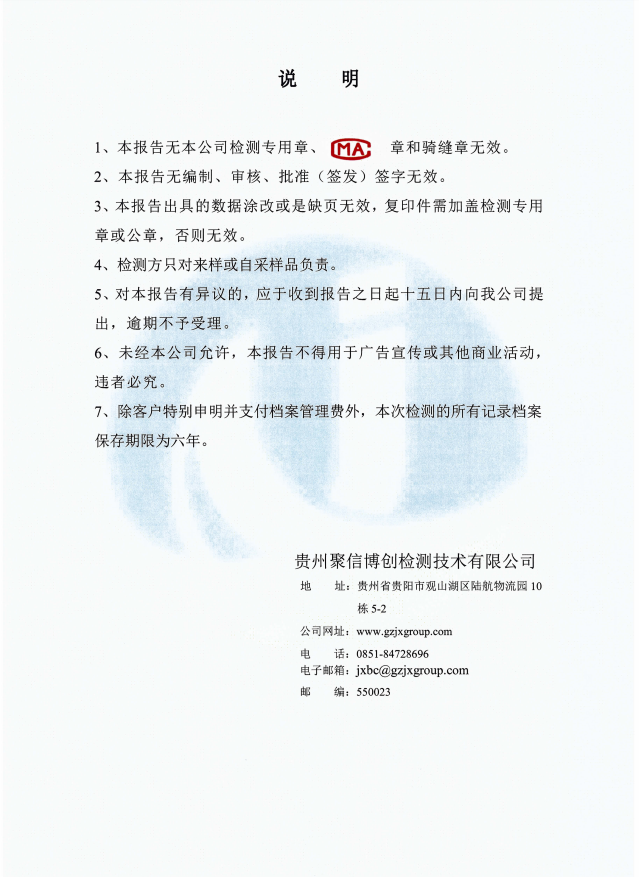 说 明
1、本报告无本公司检测专用章、 MA 章和骑缝章无效。
2、本报告无编制、审核、批准（签发）签字无效。
3、本报告出具的数据涂改或是缺页无效，复印件需加盖检测专用
章或公章，否则无效。
4、检测方只对来样或自采样品负责。
5、对本报告有异议的，应于收到报告之日起十五日内向我公司提
出，逾期不予受理。
6、未经本公司允许，本报告不得用于广告宣传或其他商业活动，
违者必究。
7、除客户特别申明并支付档案管理费外，本次检测的所有记录档案
保存期限为六年。
贵州聚信博创检测技术有限公司
地 址：贵州省贵阳市观山湖区陆航物流园 10
栋 5-2
公司网址：www.gzjxgroup.com
电 话：0851-84728696
电子邮箱：jxbc@gzjxgroup.com
邮 编：550023